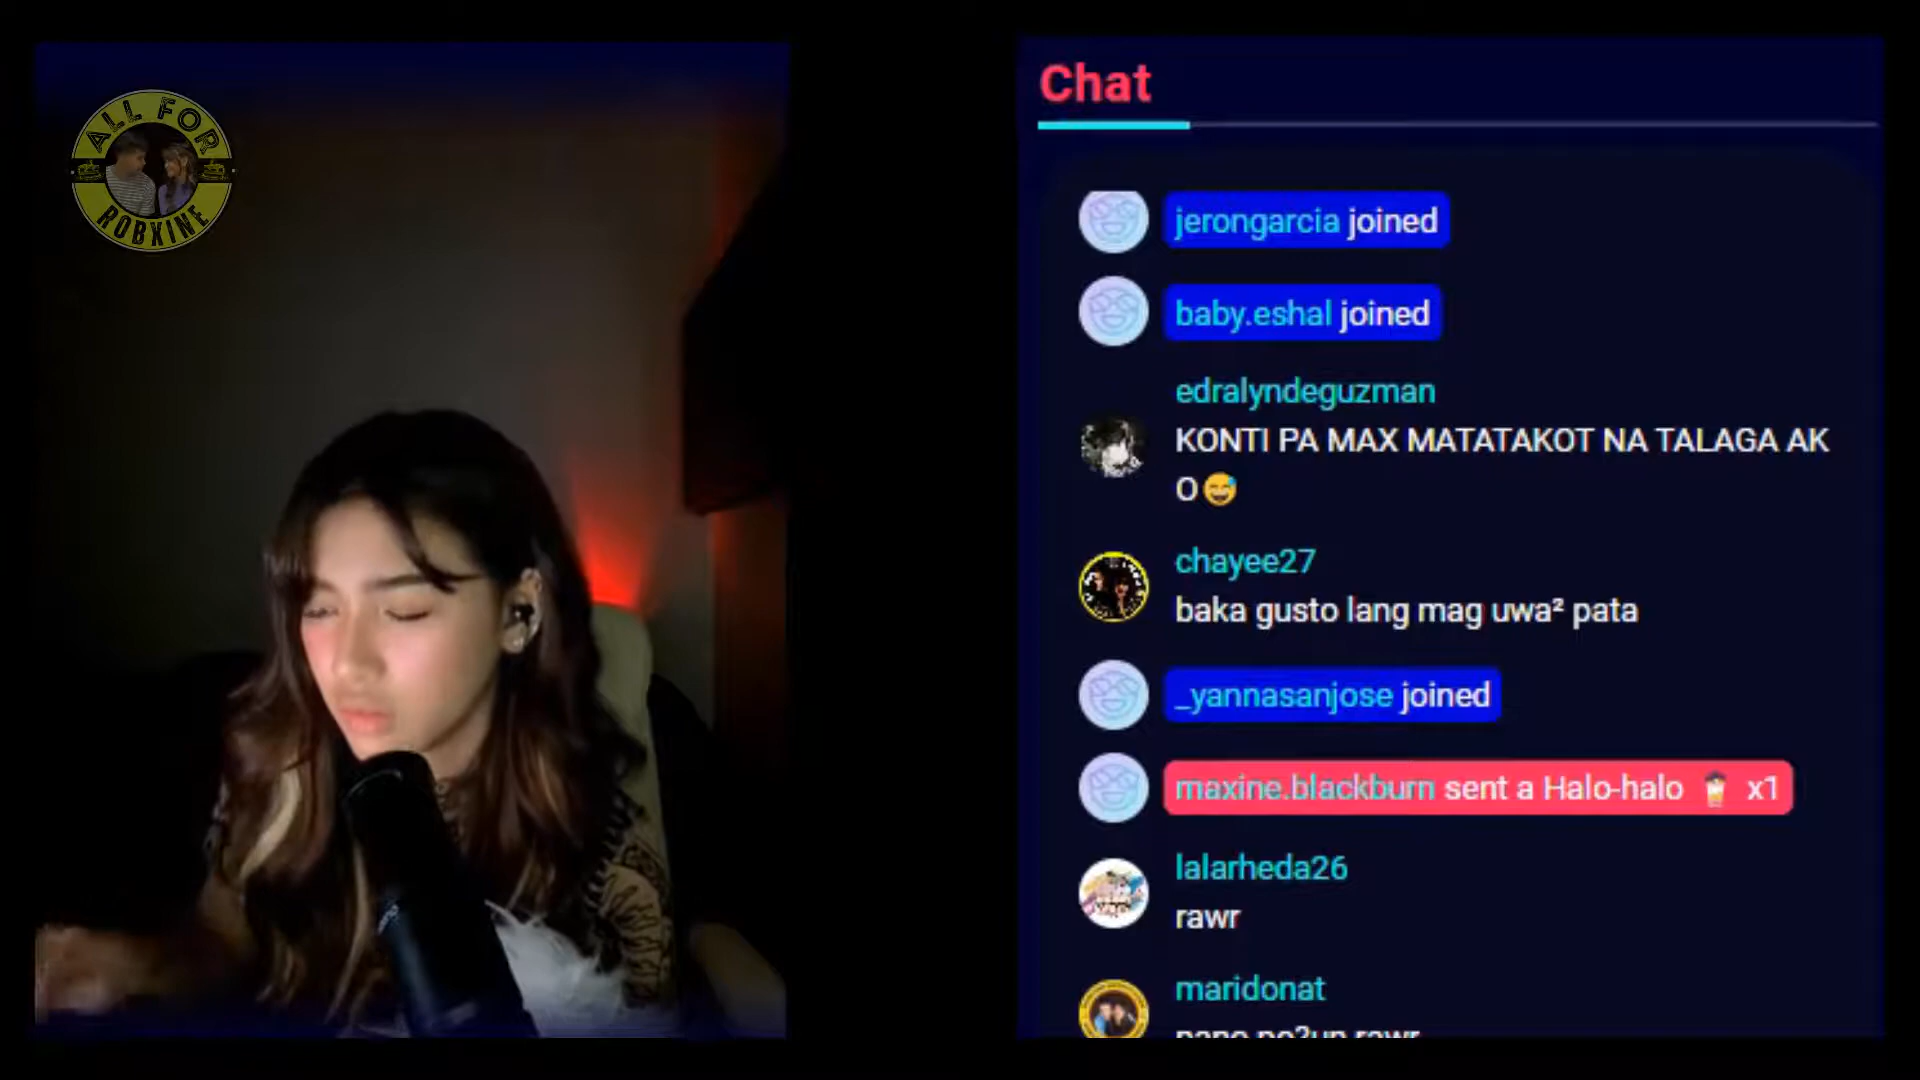 ALL FOR
ROBXINE
Chat
jerongarcia joined
baby.eshal joined
edralyndeguzman
KONTI PA MAX MATATAKOT NA TALAGA AK
O😅
chayee27
baka gusto lang mag uwa² pata
_yannasanjose joined
maxine.blackburn sent a Halo-halo x1
lalarheda26
rawr
maridonat
rawr